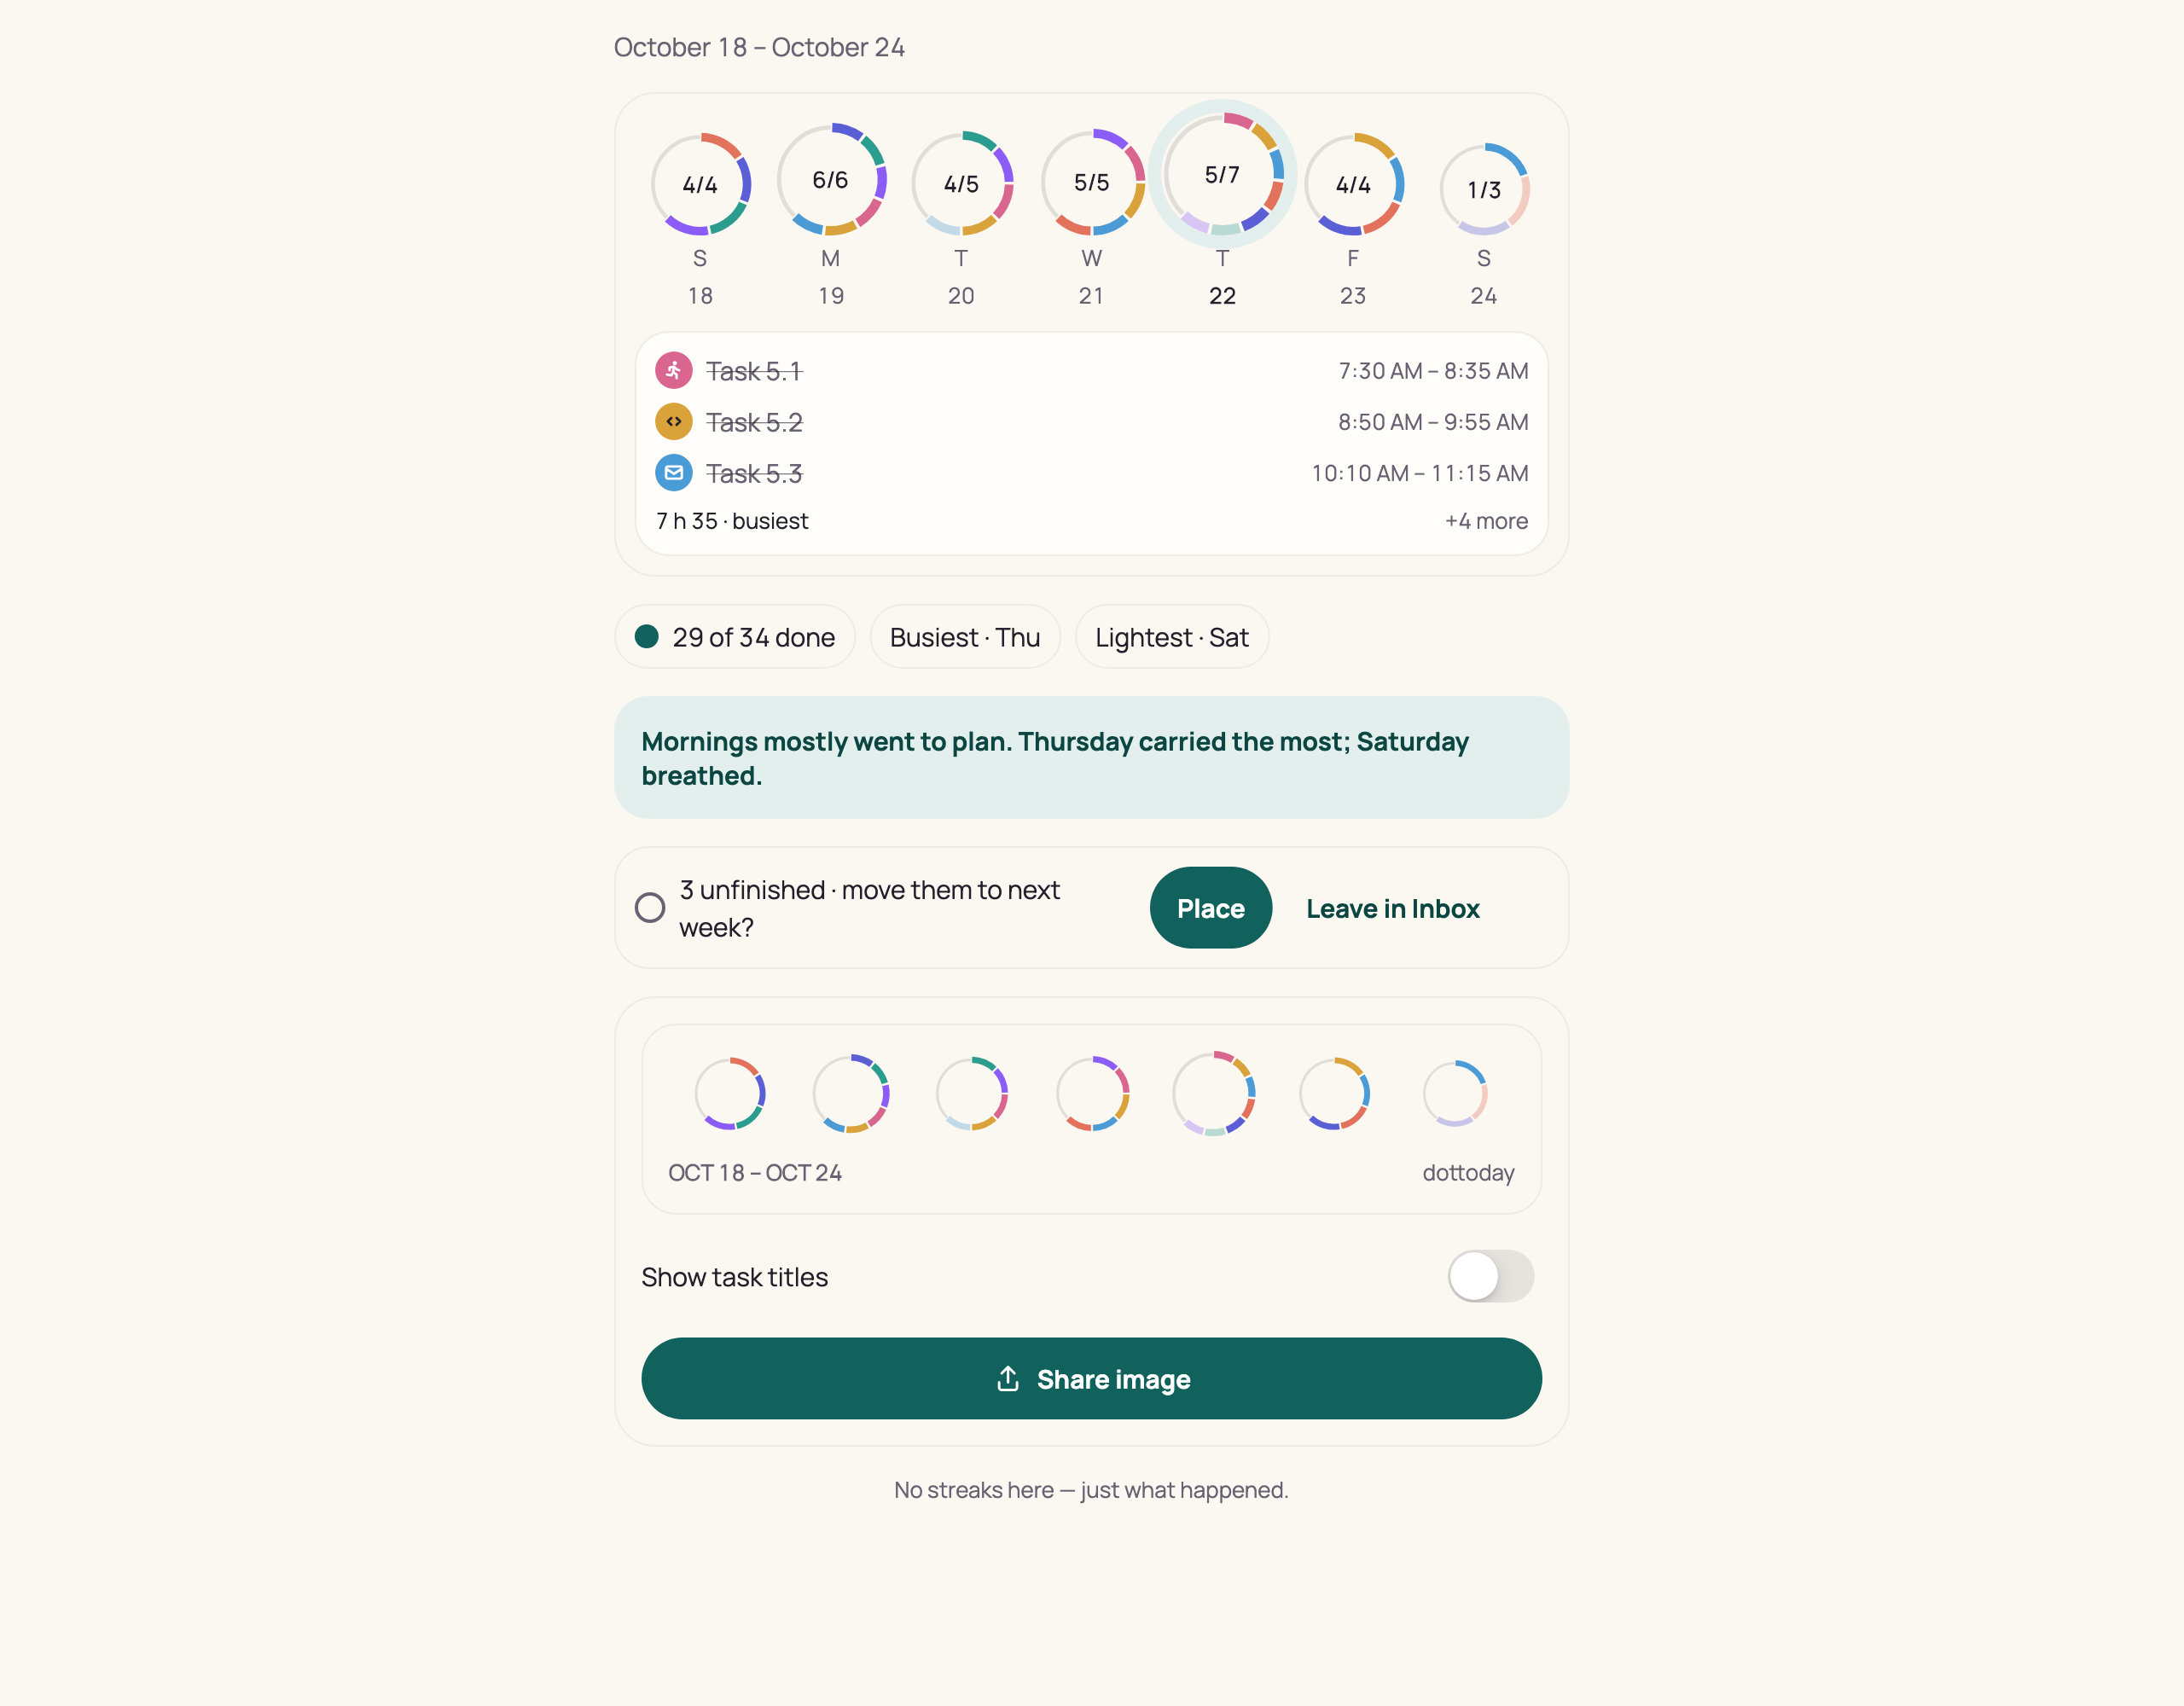 October 18 – October 24
4/4
6/6
4/5
5/5
5/7
4/4
1/3
S
M
T
W
T
F
S
18
19
20
21
22
23
24
Task 5.1
7:30 AM – 8:35 AM
Task 5.2
8:50 AM – 9:55 AM
Task 5.3
10:10 AM – 11:15 AM
7 h 35 · busiest
+4 more
29 of 34 done
Busiest · Thu
Lightest · Sat
Mornings mostly went to plan. Thursday carried the most; Saturday
breathed.
3 unfinished · move them to next
week?
Place
Leave in Inbox
OCT 18 – OCT 24
dottoday
Show task titles
Share image
No streaks here — just what happened.